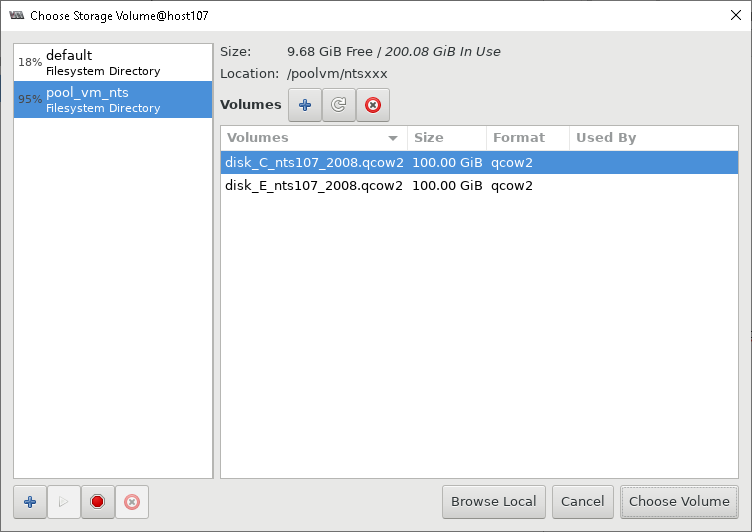 Choose Storage Volume@host107
18% default
Filesystem Directory
95% pool_vm_nts
Filesystem Directory
Size: 9.68 GiB Free / 200.08 GiB In Use
Location: /poolvm/ntsxxx
Volumes
Volumes Size Format Used By
disk_C_nts107_2008.qcow2 100.00 GiB qcow2
disk_E_nts107_2008.qcow2 100.00 GiB qcow2
Browse Local Cancel Choose Volume